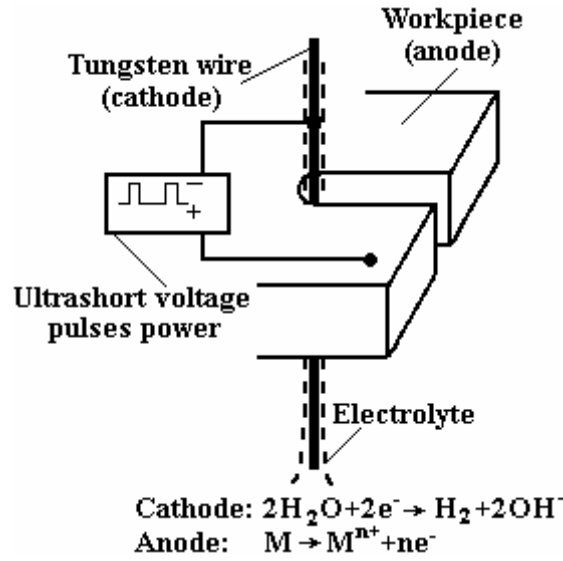 Workpiece
(anode)
Tungsten wire
(cathode)
−
+
Ultrashort voltage
pulses power
Electrolyte
Cathode: 2H₂O+2e⁻→H₂+2OH⁻
Anode: M→Mⁿ⁺+ne⁻